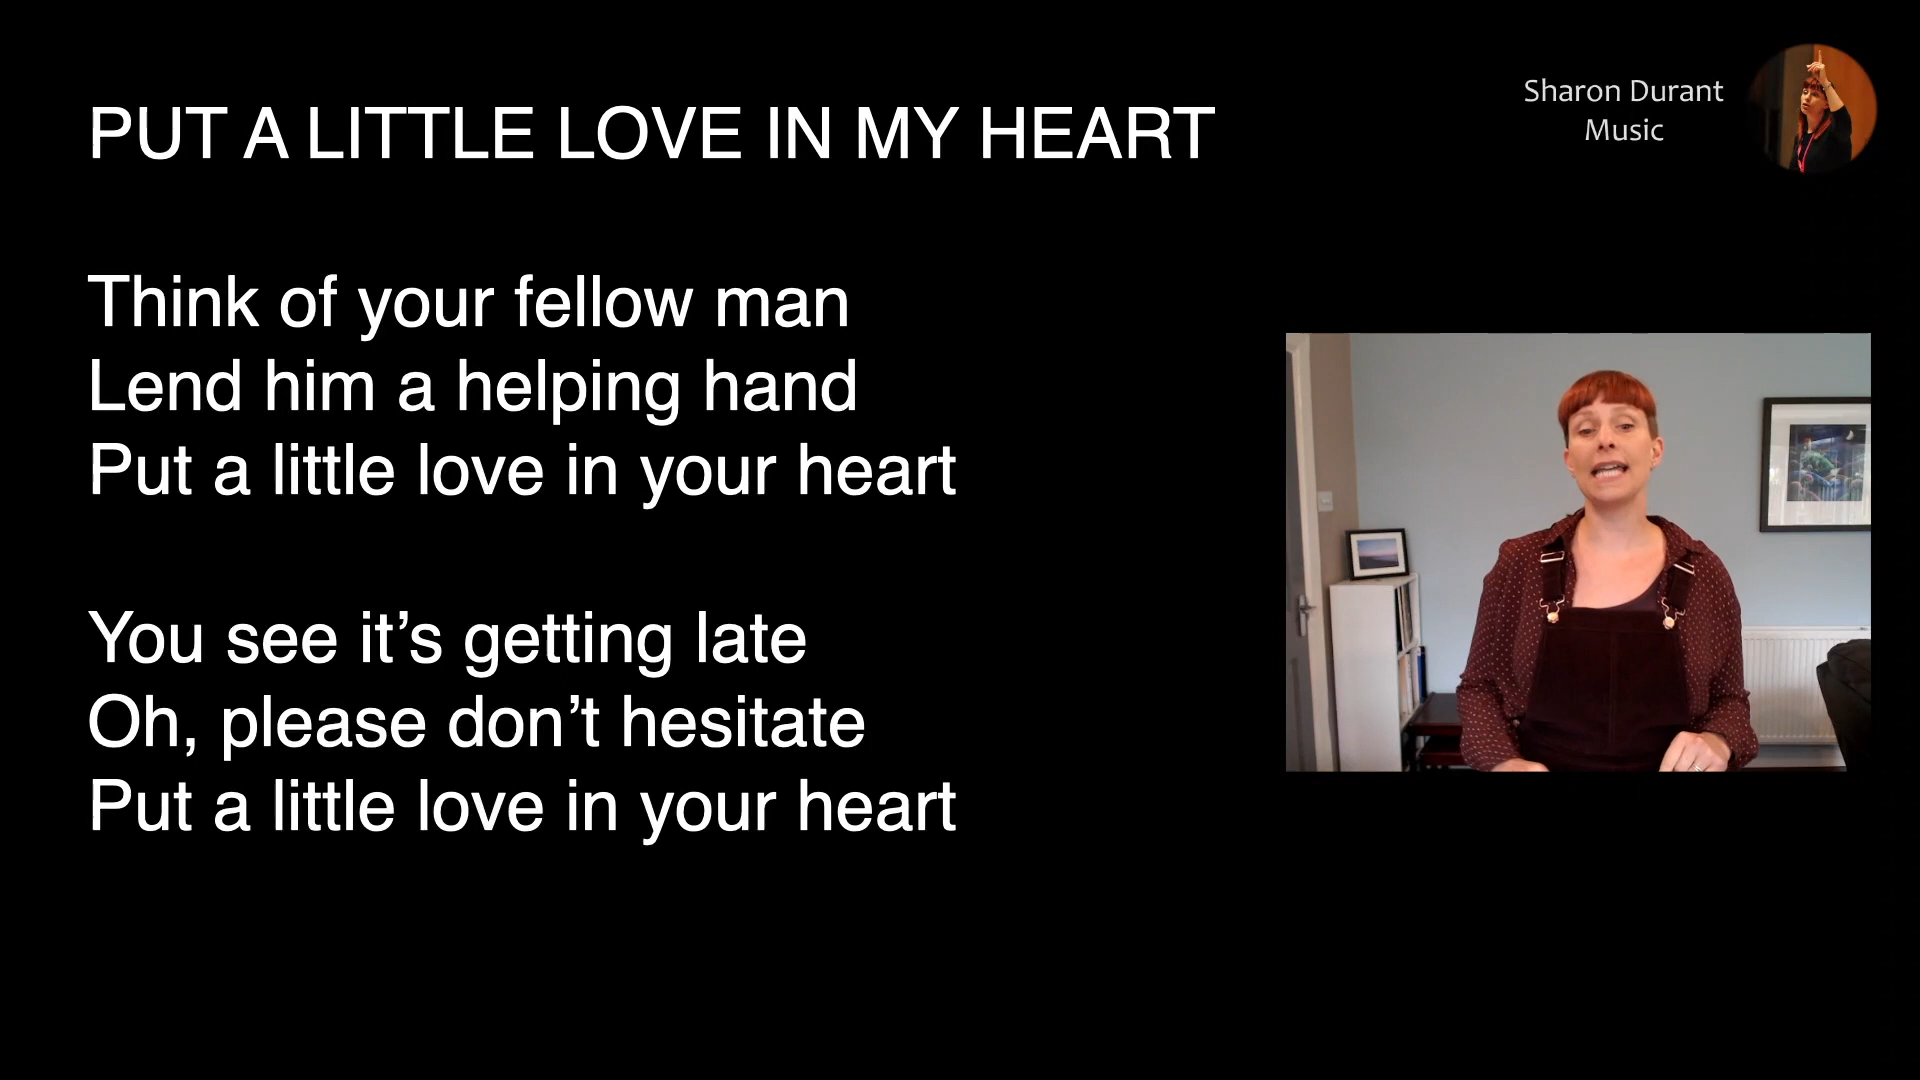 PUT A LITTLE LOVE IN MY HEART
Sharon Durant
Music
Think of your fellow man
Lend him a helping hand
Put a little love in your heart
You see it’s getting late
Oh, please don’t hesitate
Put a little love in your heart